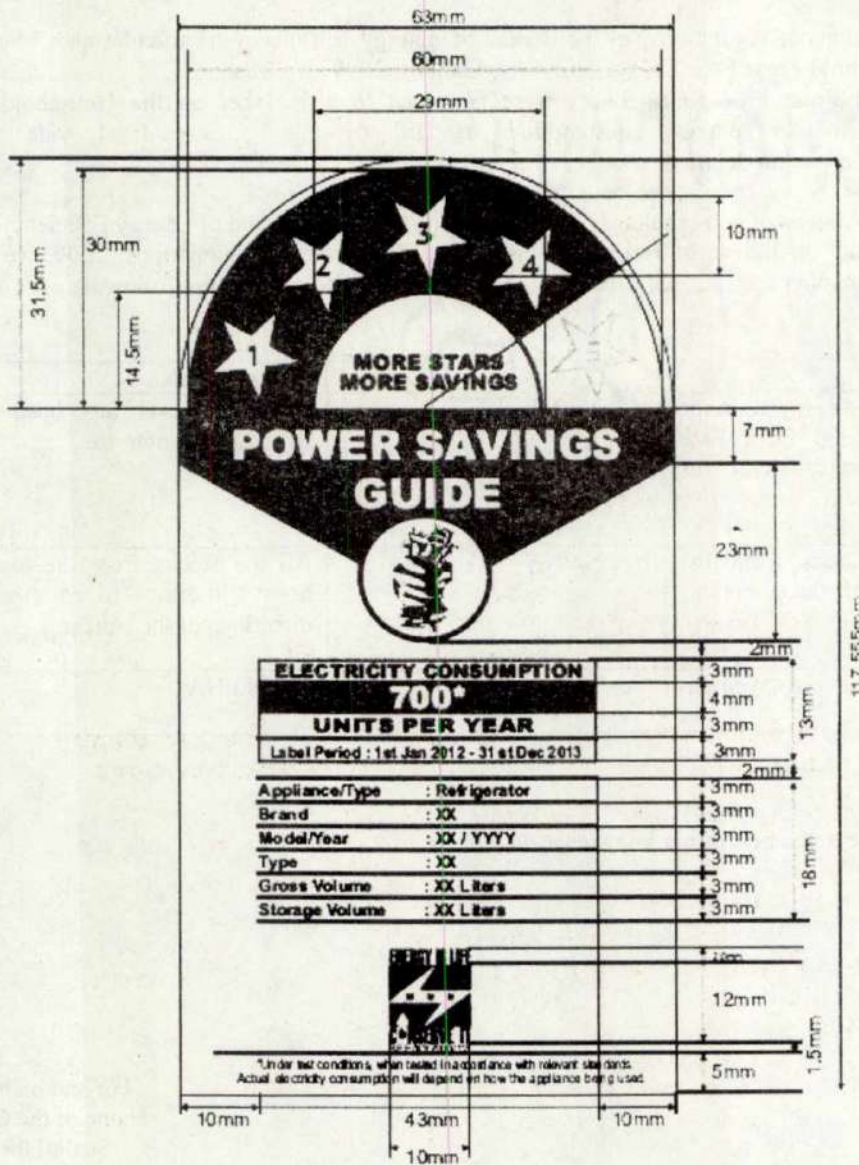 63mm
60mm
29mm
31.5mm
30mm
14.5mm
10mm
1
2
3
4
MORE STARS
MORE SAVINGS
POWER SAVINGS
GUIDE
7mm
23mm
117.555mm
2mm
ELECTRICITY CONSUMPTION
3mm
700*
4mm
UNITS PER YEAR
3mm
Label Period : 1st Jan 2012 - 31st Dec 2013
3mm
13mm
2mm
Appliance/Type : Refrigerator
3mm
Brand : XX
3mm
Model/Year : XX / YYYY
3mm
Type : XX
3mm
Gross Volume : XX Liters
3mm
Storage Volume : XX Liters
3mm
18mm
ENERGY IS LIFE
12mm
CONSERVE IT
1.5mm
*Under test conditions, when tested in accordance with relevant standards.
Actual electricity consumption will depend on how the appliance being used.
5mm
10mm
43mm
10mm
10mm